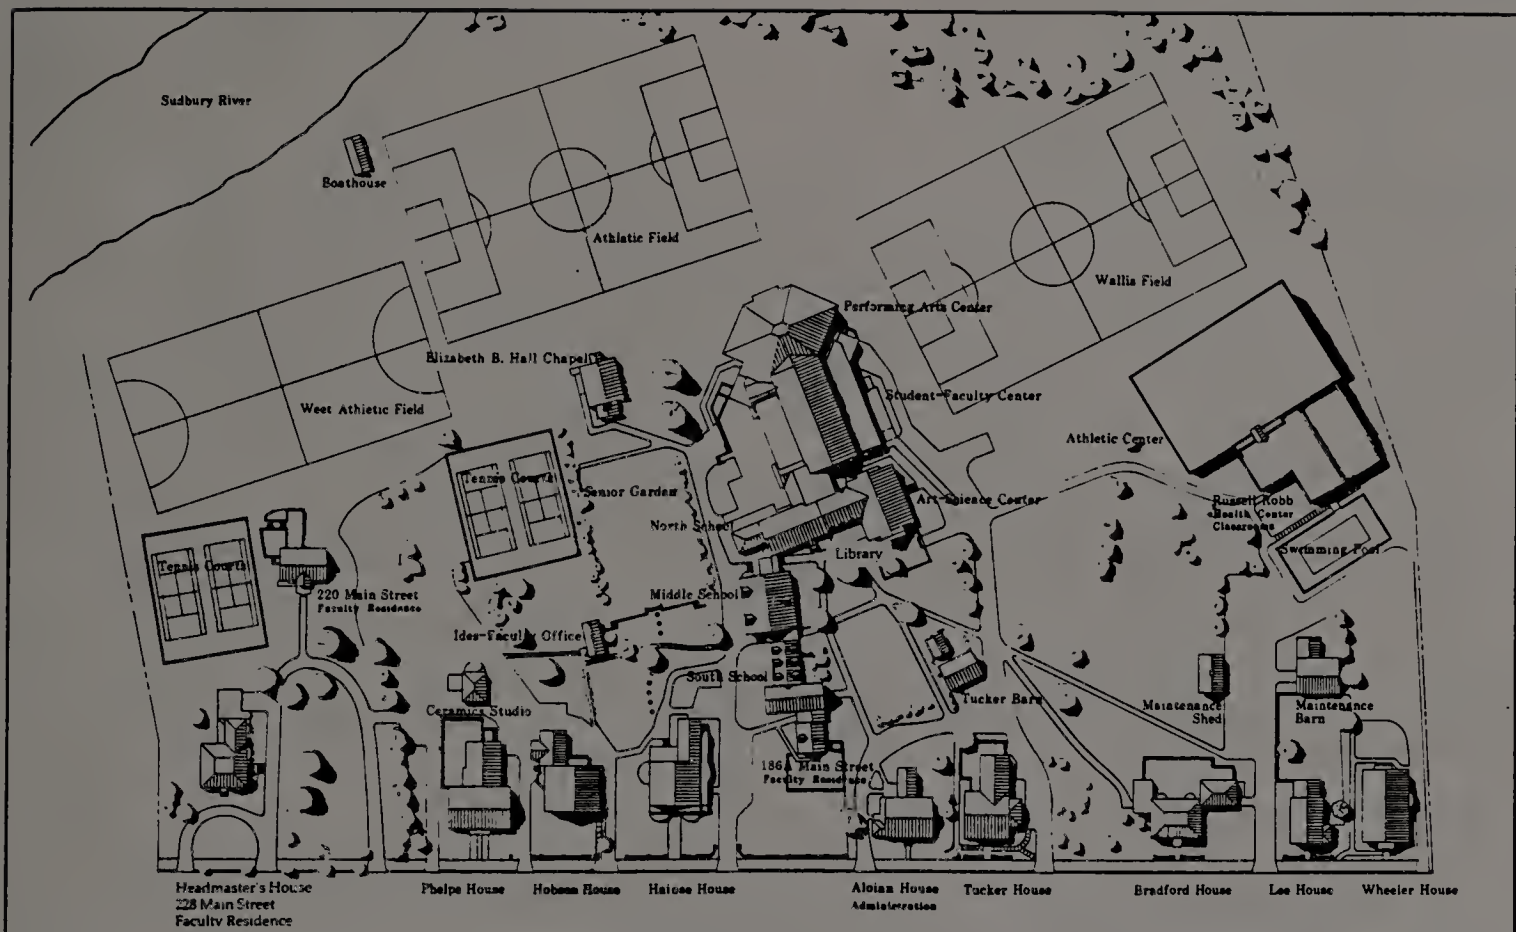 Sudbury River
Boathouse
Athletic Field
Wallis Field
Performing Arts Center
Elizabeth B. Hall Chapel
Student-Faculty Center
West Athletic Field
Athletic Center
Tennis Courts
Senior Garden
Art-Science Center
Russell Robb
Health Center
Classrooms
North School
Library
Swimming Pool
Tennis Courts
220 Main Street
Faculty Residence
Middle School
Ides-Faculty Office
South School
Tucker Barn
Ceramics Studio
Maintenance
Shed
Maintenance
Barn
186A Main Street
Faculty Residence
Headmaster's House
228 Main Street
Faculty Residence
Phelps House
Hobson House
Haiose House
Aloian House
Administration
Tucker House
Bradford House
Lee House
Wheeler House